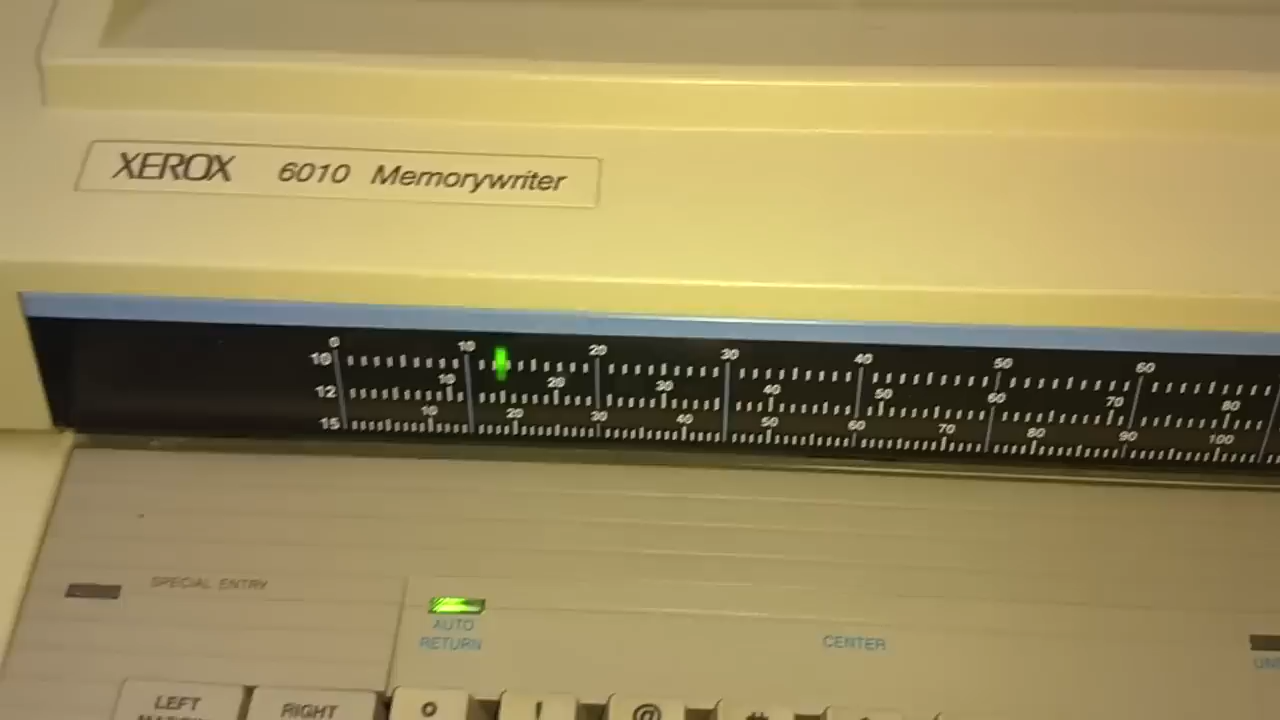 XEROX 6010 Memorywriter
0 10 20 30 40 50 60
10
10 20 30 40 50 60 70 80
12
10 20 30 40 50 60 70 80 90 100
15
SPECIAL ENTRY
AUTO
RETURN
CENTER
LEFT
RIGHT
! @